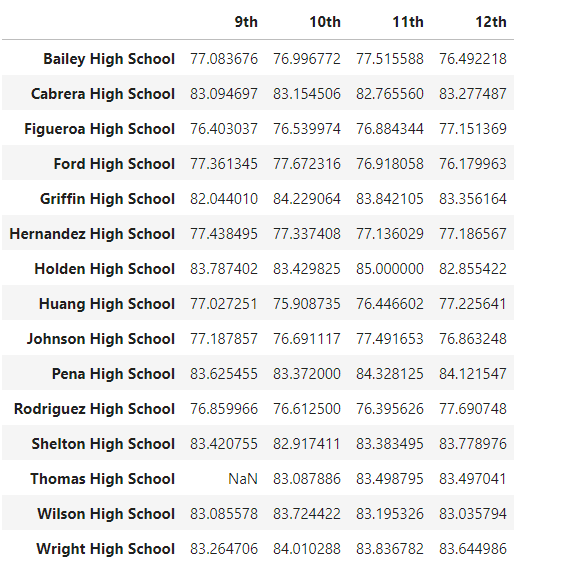 9th 10th 11th 12th
Bailey High School 77.083676 76.996772 77.515588 76.492218
Cabrera High School 83.094697 83.154506 82.765560 83.277487
Figueroa High School 76.403037 76.539974 76.884344 77.151369
Ford High School 77.361345 77.672316 76.918058 76.179963
Griffin High School 82.044010 84.229064 83.842105 83.356164
Hernandez High School 77.438495 77.337408 77.136029 77.186567
Holden High School 83.787402 83.429825 85.000000 82.855422
Huang High School 77.027251 75.908735 76.446602 77.225641
Johnson High School 77.187857 76.691117 77.491653 76.863248
Pena High School 83.625455 83.372000 84.328125 84.121547
Rodriguez High School 76.859966 76.612500 76.395626 77.690748
Shelton High School 83.420755 82.917411 83.383495 83.778976
Thomas High School NaN 83.087886 83.498795 83.497041
Wilson High School 83.085578 83.724422 83.195326 83.035794
Wright High School 83.264706 84.010288 83.836782 83.644986